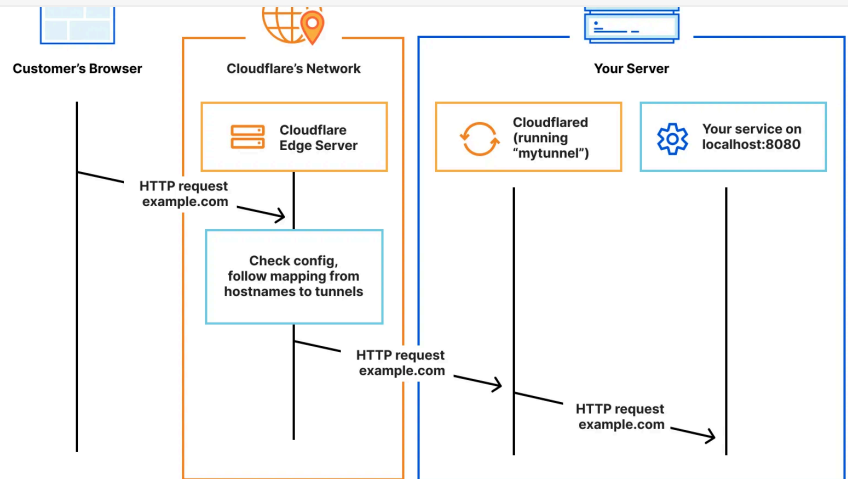 Customer's Browser
Cloudflare's Network
Your Server
Cloudflare
Edge Server
Cloudflared
(running
"mytunnel")
Your service on
localhost:8080
HTTP request
example.com
Check config,
follow mapping from
hostnames to tunnels
HTTP request
example.com
HTTP request
example.com